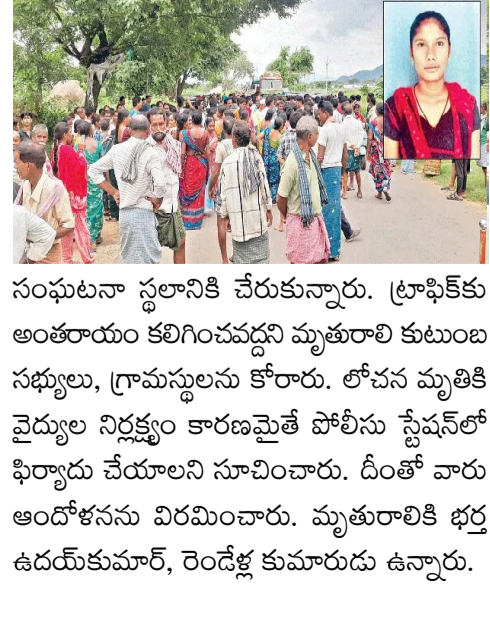 సంఘటనా స్థలానికి చేరుకున్నారు. ట్రాఫిక్‌కు
అంతరాయం కలిగించవద్దని మృతురాలి కుటుంబ
సభ్యులు, గ్రామస్థులను కోరారు. లోచన మృతికి
వైద్యుల నిర్లక్ష్యం కారణమైతే పోలీసు స్టేషన్‌లో
ఫిర్యాదు చేయాలని సూచించారు. దీంతో వారు
ఆందోళనను విరమించారు. మృతురాలికి భర్త
ఉదయ్‌కుమార్, రెండేళ్ల కుమారుడు ఉన్నారు.